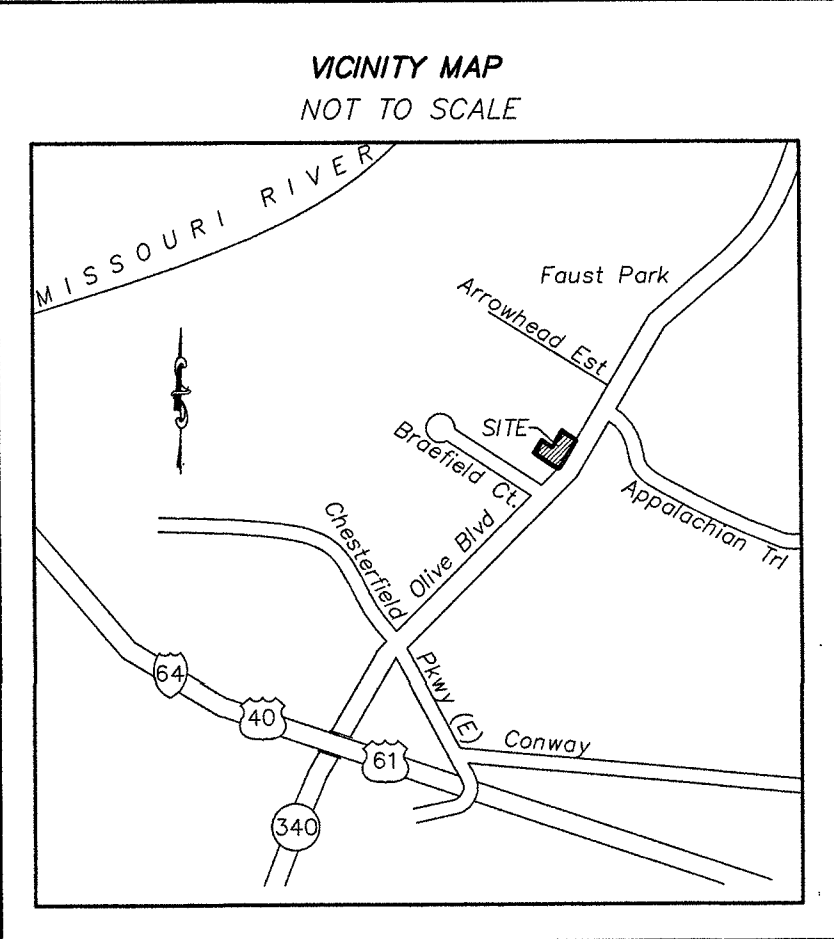 VICINITY MAP
NOT TO SCALE
MISSOURI RIVER
Faust Park
Arrowhead Est
SITE
Braefield Ct.
Appalachian Trl
Olive Blvd
Chesterfield
Pkwy (E)
64
40
61
Conway
340